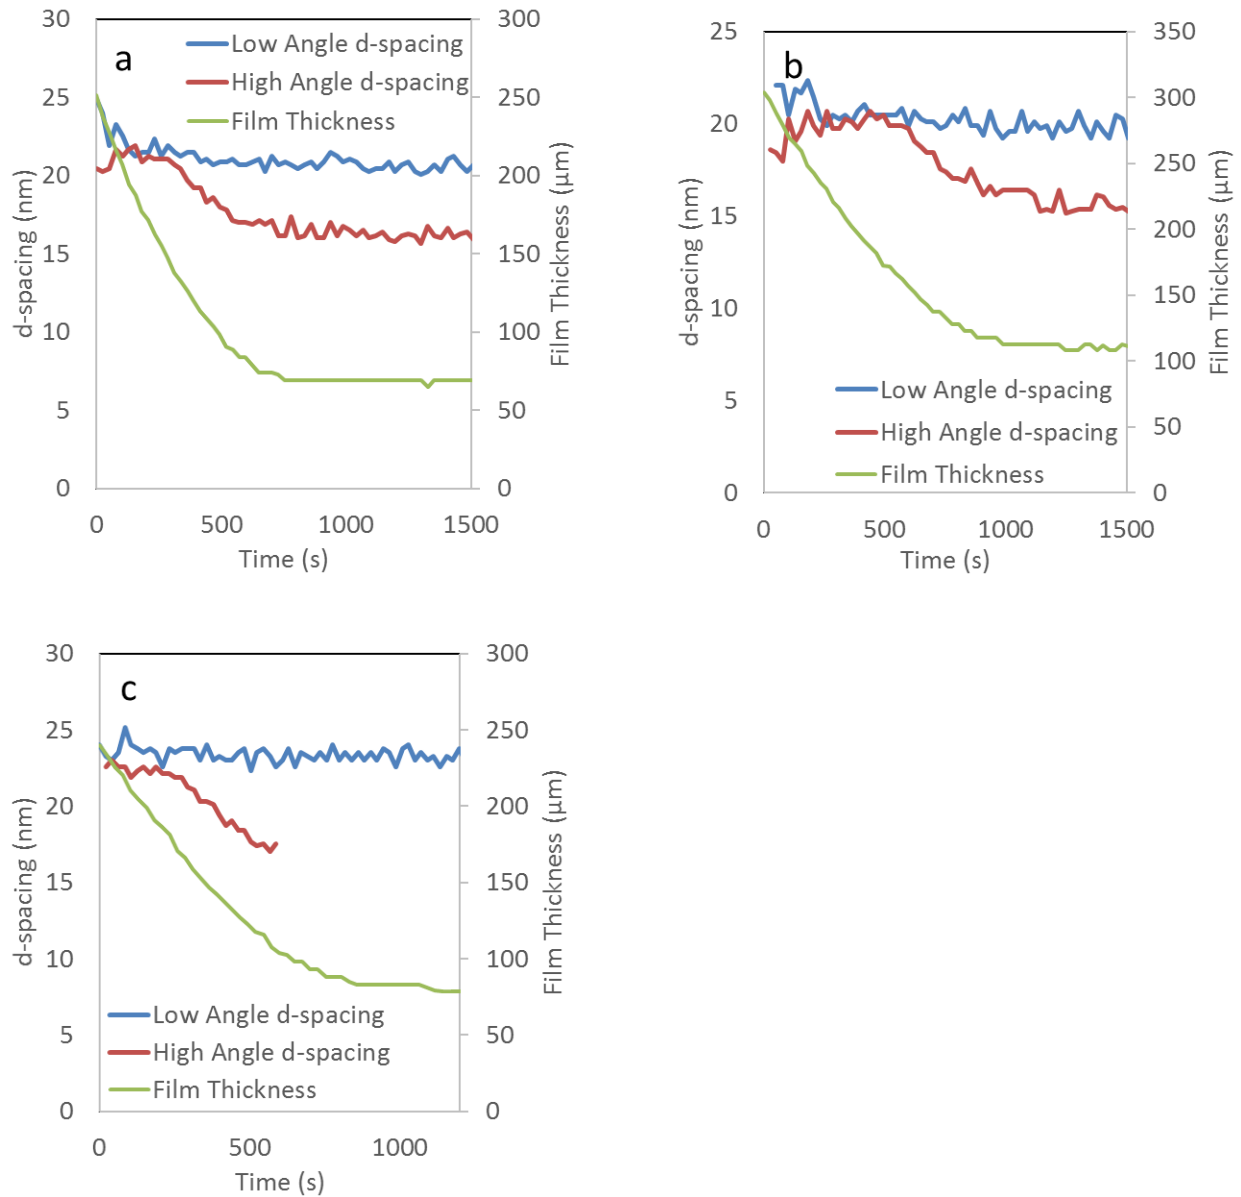 a
30
25
20
15
10
5
0
d-spacing (nm)
Low Angle d-spacing
High Angle d-spacing
Film Thickness
300
250
200
150
100
50
0
Film Thickness (μm)
0 500 1000 1500
Time (s)
b
25
20
15
10
5
0
d-spacing (nm)
Low Angle d-spacing
High Angle d-spacing
Film Thickness
350
300
250
200
150
100
50
0
Film Thickness (μm)
0 500 1000 1500
Time (s)
c
30
25
20
15
10
5
0
d-spacing (nm)
Low Angle d-spacing
High Angle d-spacing
Film Thickness
300
250
200
150
100
50
0
Film Thickness (μm)
0 500 1000
Time (s)